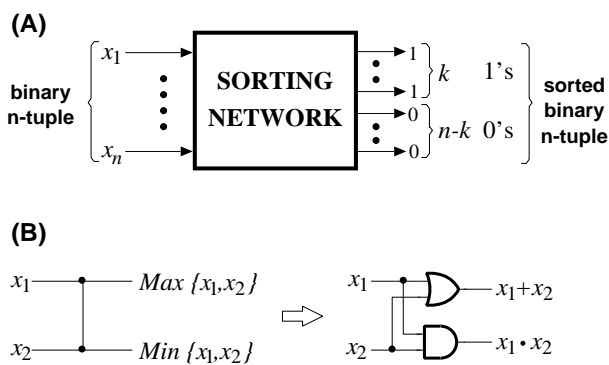 (A)
binary
n-tuple
x1
xn
SORTING
NETWORK
1
1
0
0
k 1's
n-k 0's
sorted
binary
n-tuple
(B)
x1
x2
Max {x1,x2}
Min {x1,x2}
x1
x2
x1+x2
x1 • x2